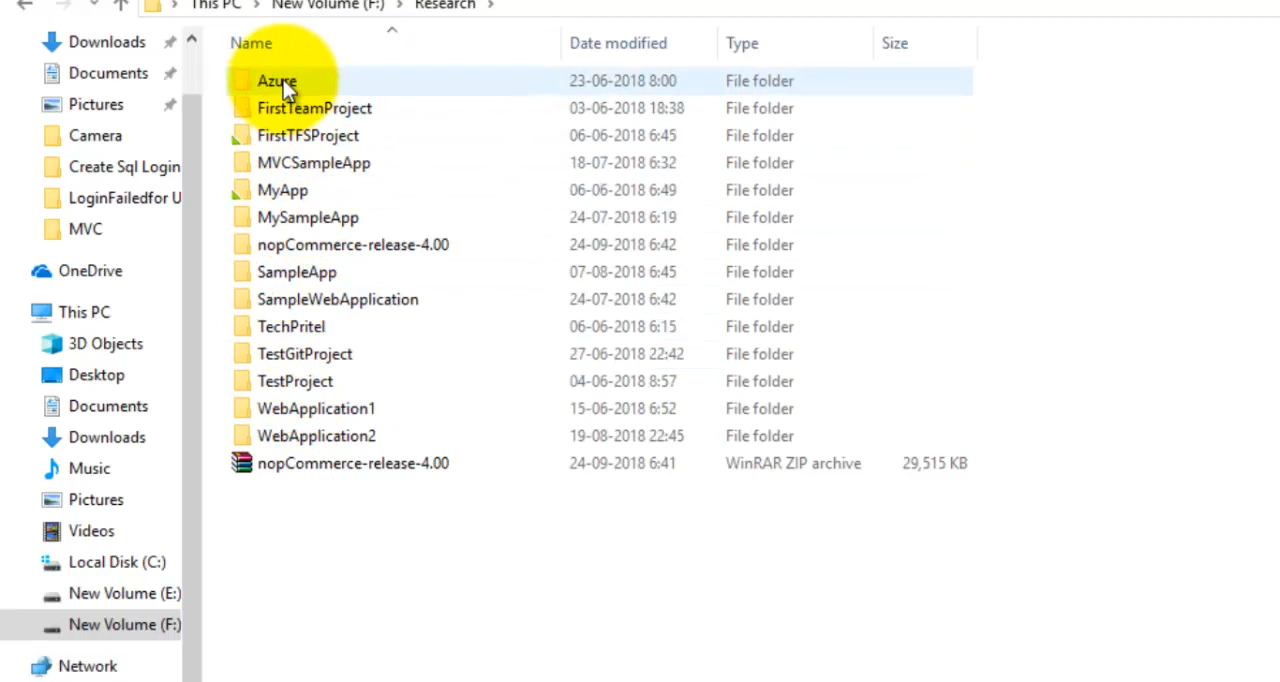 This PC > New Volume (F:) > Research >
Name Date modified Type Size
Downloads
Documents
Pictures
Camera
Create Sql Login
LoginFailedfor U
MVC
OneDrive
This PC
3D Objects
Desktop
Documents
Downloads
Music
Pictures
Videos
Local Disk (C:)
New Volume (E:)
New Volume (F:)
Network
Azure 23-06-2018 8:00 File folder
FirstTeamProject 03-06-2018 18:38 File folder
FirstTFSProject 06-06-2018 6:45 File folder
MVCSampleApp 18-07-2018 6:32 File folder
MyApp 06-06-2018 6:49 File folder
MySampleApp 24-07-2018 6:19 File folder
nopCommerce-release-4.00 24-09-2018 6:42 File folder
SampleApp 07-08-2018 6:45 File folder
SampleWebApplication 24-07-2018 6:42 File folder
TechPritel 06-06-2018 6:15 File folder
TestGitProject 27-06-2018 22:42 File folder
TestProject 04-06-2018 8:57 File folder
WebApplication1 15-06-2018 6:52 File folder
WebApplication2 19-08-2018 22:45 File folder
nopCommerce-release-4.00 24-09-2018 6:41 WinRAR ZIP archive 29,515 KB